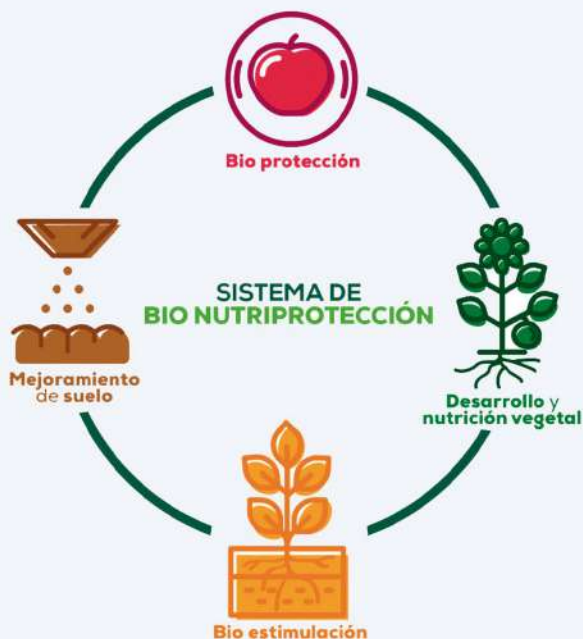 Bio protección
SISTEMA DE
BIO NUTRIPROTECCIÓN
Mejoramiento
de suelo
Desarrollo y
nutrición vegetal
Bio estimulación